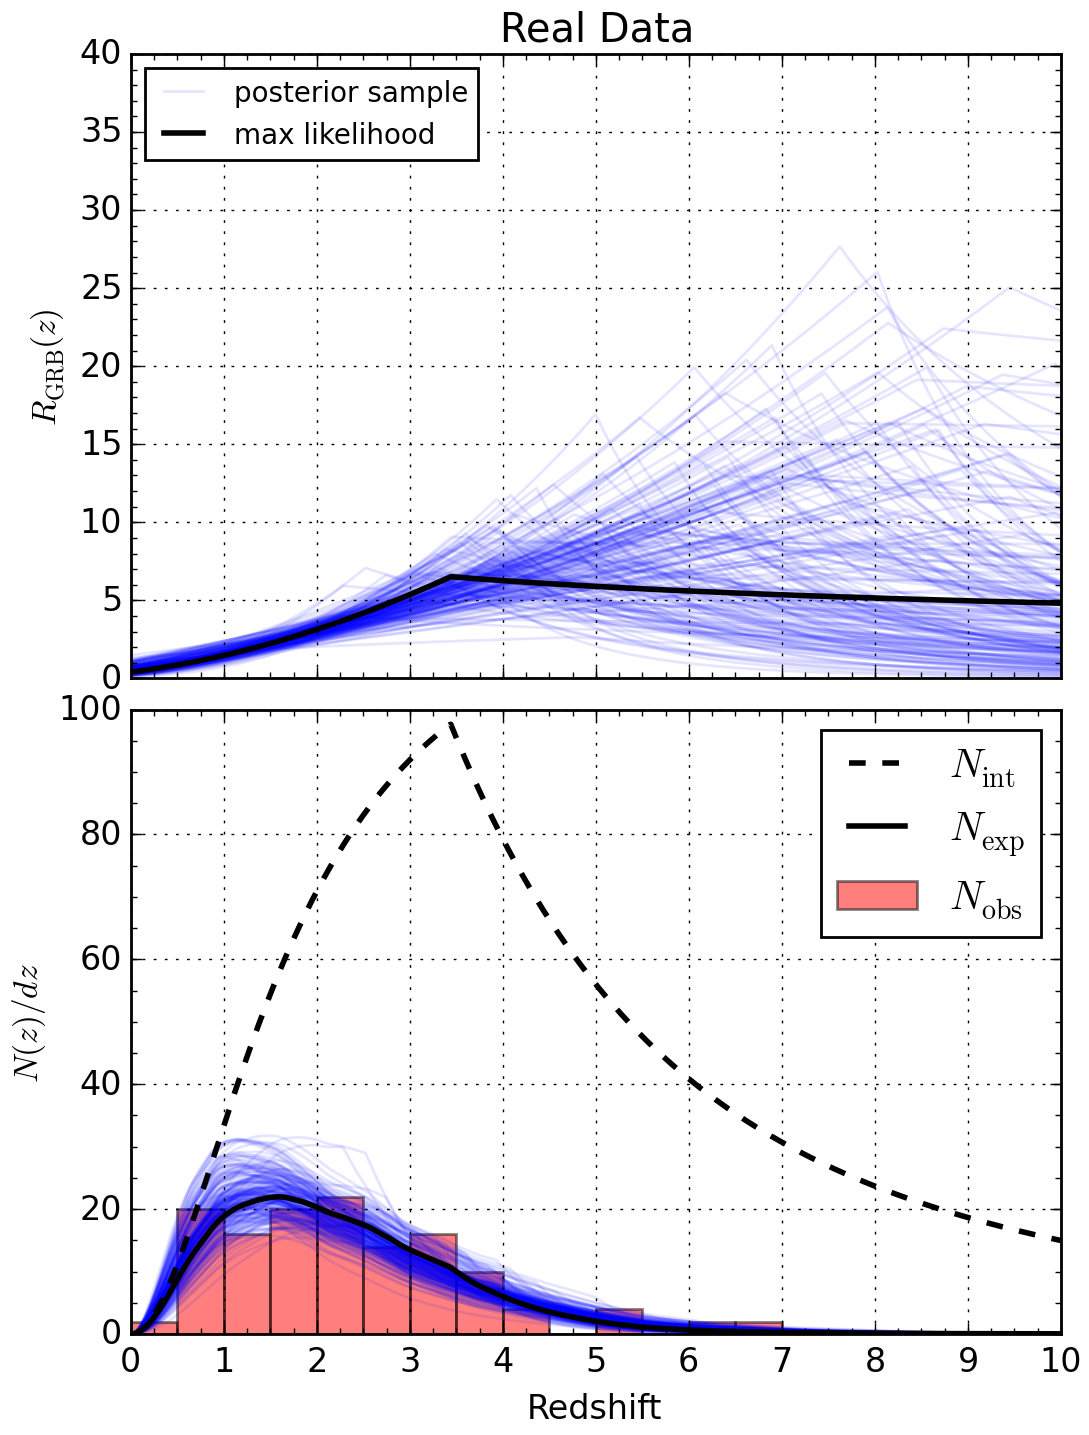 Real Data
40
35
30
25
20
15
10
5
0
R_GRB(z)
posterior sample
max likelihood
100
80
60
40
20
0
N(z)/dz
N_int
N_exp
N_obs
0 1 2 3 4 5 6 7 8 9 10
Redshift